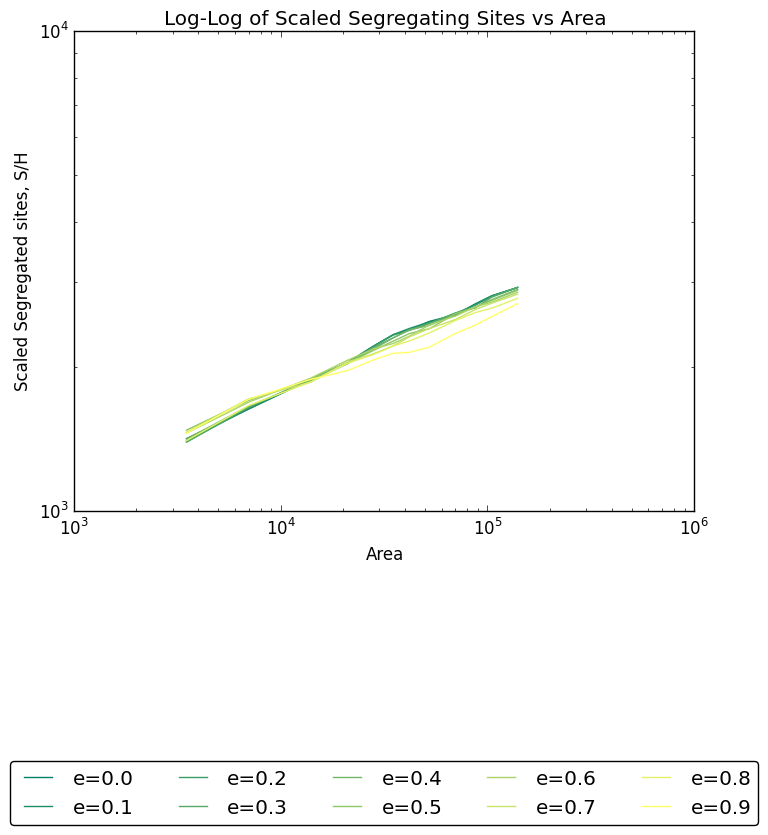 Log-Log of Scaled Segregating Sites vs Area
10^4
Scaled Segregated sites, S/H
10^3
10^3 10^4 10^5 10^6
Area
e=0.0 e=0.2 e=0.4 e=0.6 e=0.8
e=0.1 e=0.3 e=0.5 e=0.7 e=0.9